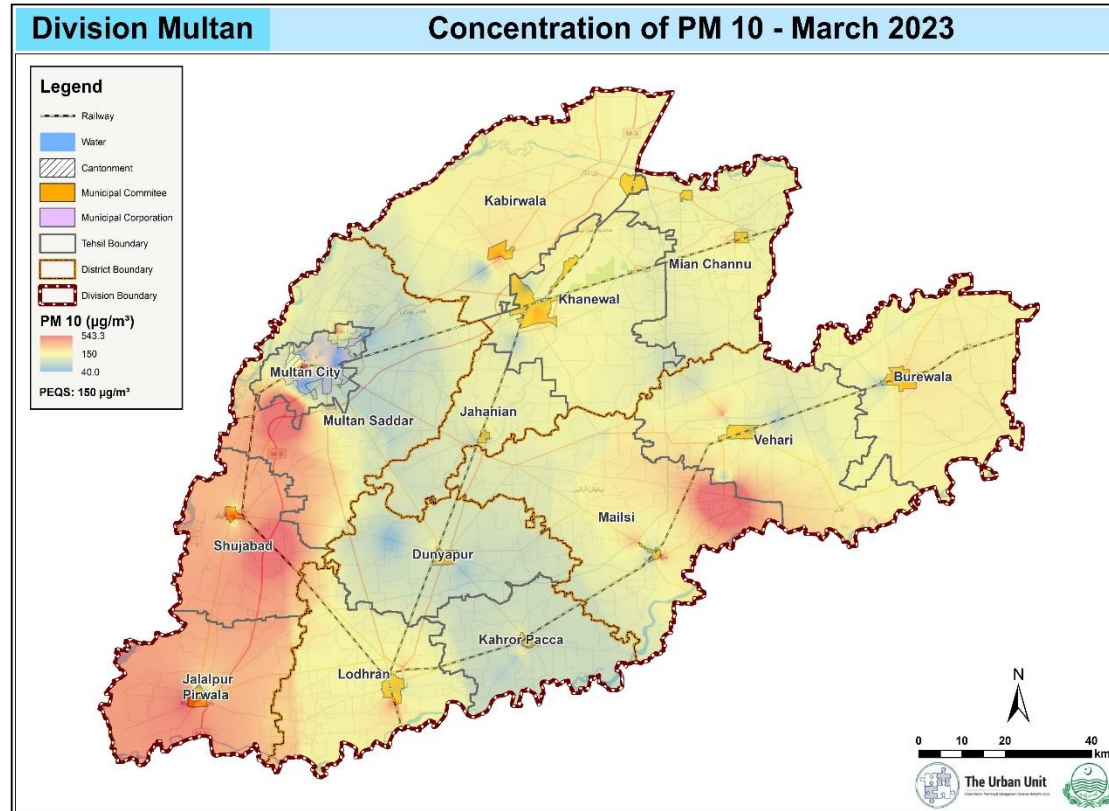 Division Multan
Concentration of PM 10 - March 2023
Legend
Railway
Water
Cantonment
Municipal Commitee
Municipal Corporation
Tehsil Boundary
District Boundary
Division Boundary
PM 10 (µg/m³)
543.3
150
40.0
PEQS: 150 µg/m³
M-5
Kabirwala
Mian Channu
Khanewal
Multan City
Burewala
Multan Saddar
Jahanian
Vehari
M-5
Mailsi
Shujabad
Dunyapur
Kahror Pacca
Jalalpur
Pirwala
Lodhran
N
0 10 20 40
km
The Urban Unit